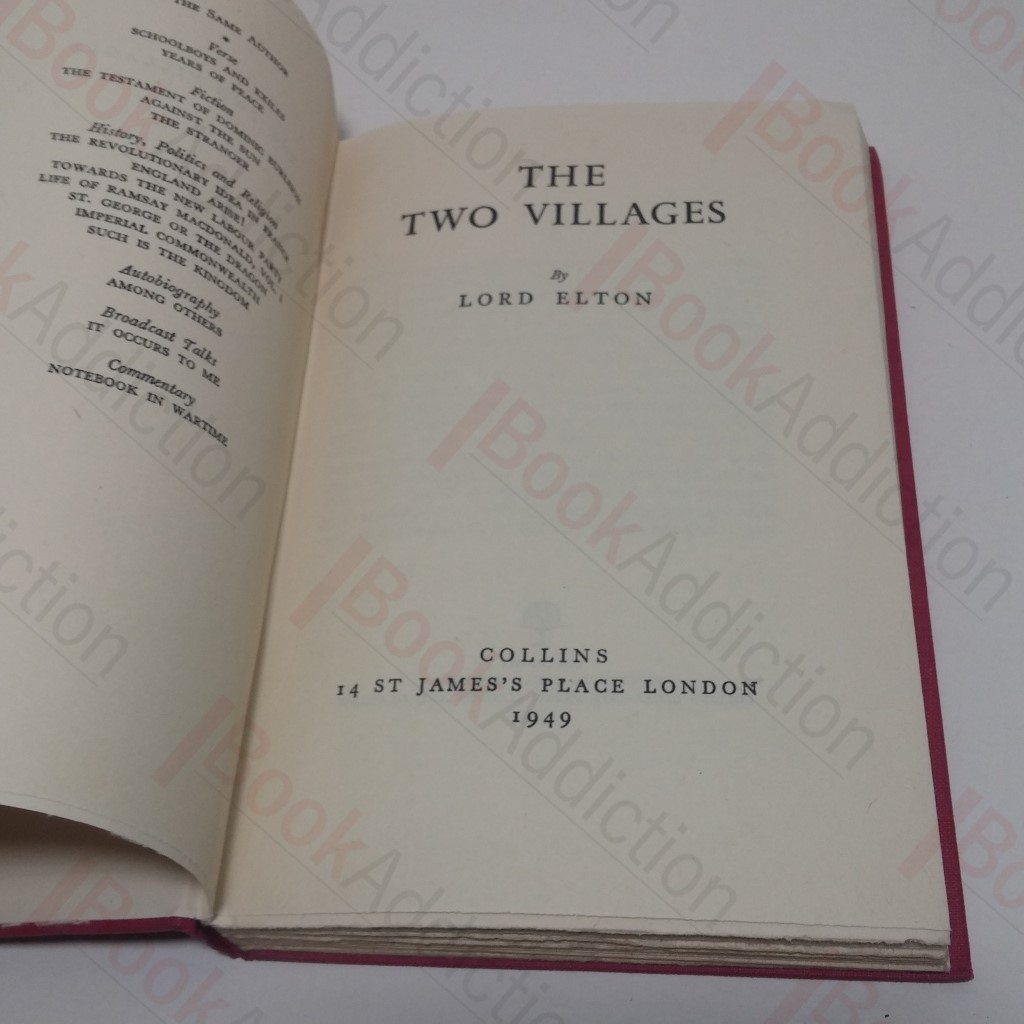 THE SAME AUTHOR
Verse
SCHOOLBOYS AND EXILES
YEARS OF PEACE
Fiction
THE TESTAMENT OF DOMINIC BURLEIGH
AGAINST THE SUN
THE STRANGER
History, Politics and Religion
THE REVOLUTIONARY IDEA IN FRANCE
ENGLAND ARISE!
TOWARDS THE NEW LABOUR PARTY
LIFE OF RAMSAY MACDONALD, VOL. I
ST. GEORGE OR THE DRAGON
IMPERIAL COMMONWEALTH
SUCH IS THE KINGDOM
Autobiography
AMONG OTHERS
Broadcast Talks
IT OCCURS TO ME
Commentary
NOTEBOOK IN WARTIME
THE
TWO VILLAGES
By
LORD ELTON
COLLINS
14 ST JAMES'S PLACE LONDON
1949
BookAddiction